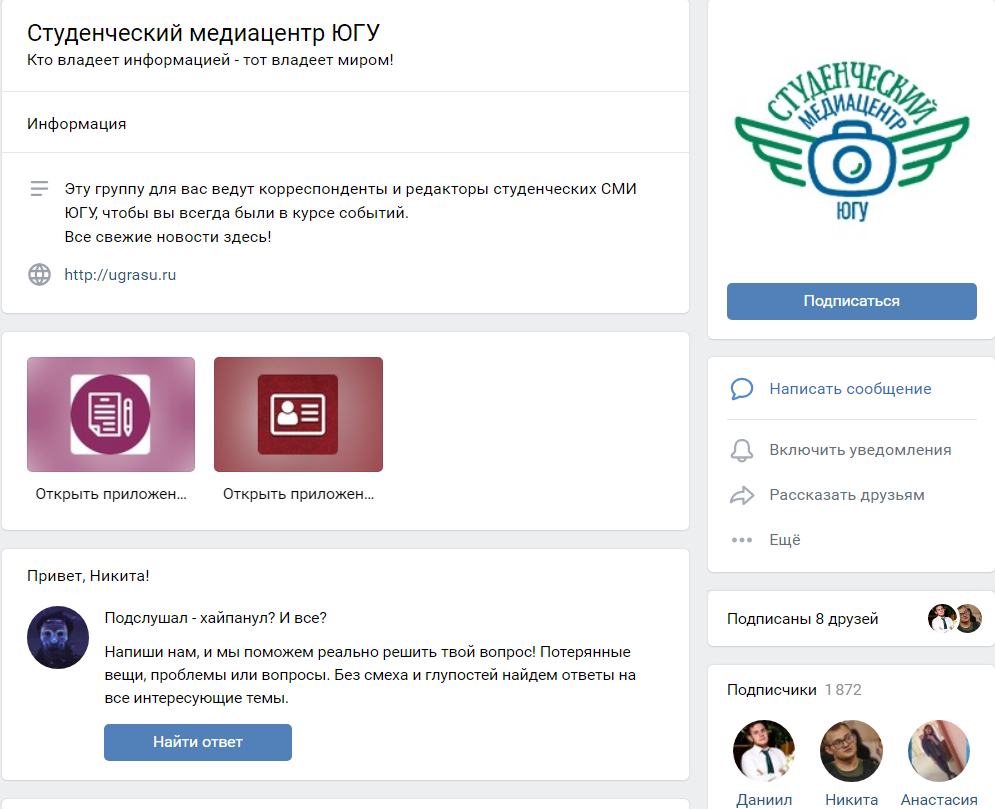 Студенческий медиацентр ЮГУ
Кто владеет информацией - тот владеет миром!
Информация
Эту группу для вас ведут корреспонденты и редакторы студенческих СМИ
ЮГУ, чтобы вы всегда были в курсе событий.
Все свежие новости здесь!
http://ugrasu.ru
Открыть приложен...
Открыть приложен...
Привет, Никита!
Подслушал - хайпанул? И все?
Напиши нам, и мы поможем реально решить твой вопрос! Потерянные
вещи, проблемы или вопросы. Без смеха и глупостей найдем ответы на
все интересующие темы.
Найти ответ
СТУДЕНЧЕСКИЙ
МЕДИАЦЕНТР
ЮГУ
Подписаться
Написать сообщение
Включить уведомления
Рассказать друзьям
Ещё
Подписаны 8 друзей
Подписчики 1 872
Даниил
Никита
Анастасия